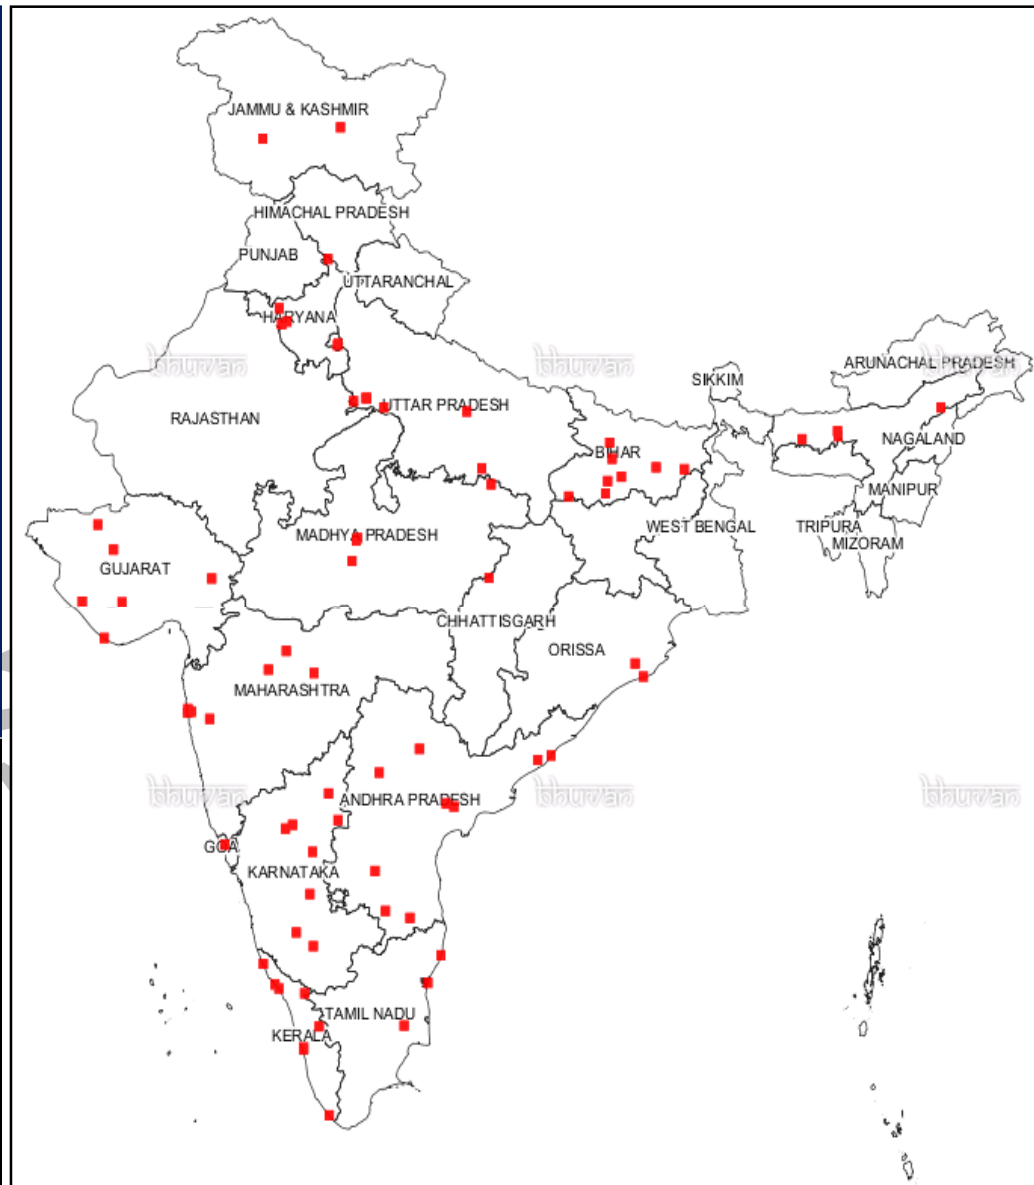 JAMMU & KASHMIR
HIMACHAL PRADESH
PUNJAB
UTTARANCHAL
HARYANA
bhuvan
bhuvan
ARUNACHAL PRADESH
bhuvan
SIKKIM
UTTAR PRADESH
RAJASTHAN
NAGALAND
BIHAR
MANIPUR
WEST BENGAL
TRIPURA
MADHYA PRADESH
MIZORAM
GUJARAT
CHHATTISGARH
ORISSA
MAHARASHTRA
bhuvan
ANDHRA PRADESH
bhuvan
bhuvan
GOA
KARNATAKA
TAMIL NADU
KERALA